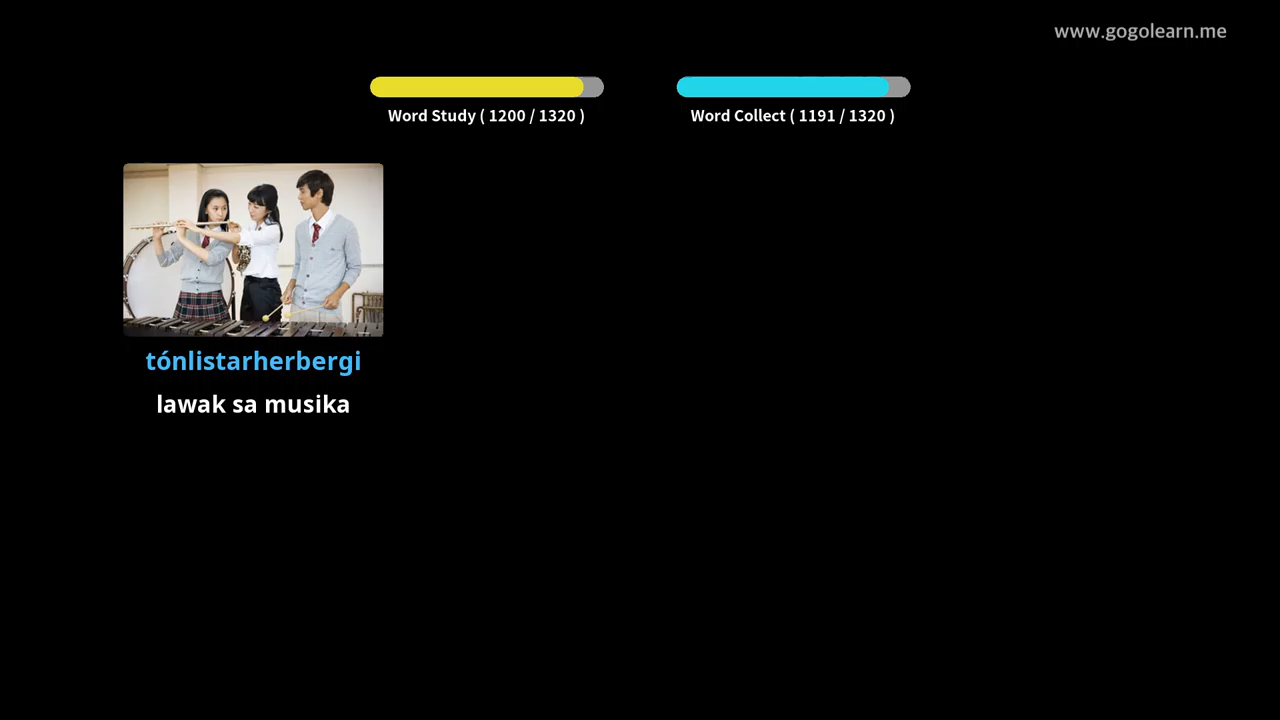 www.gogolearn.me
Word Study ( 1200 / 1320 )
Word Collect ( 1191 / 1320 )
tónlistarherbergi
lawak sa musika